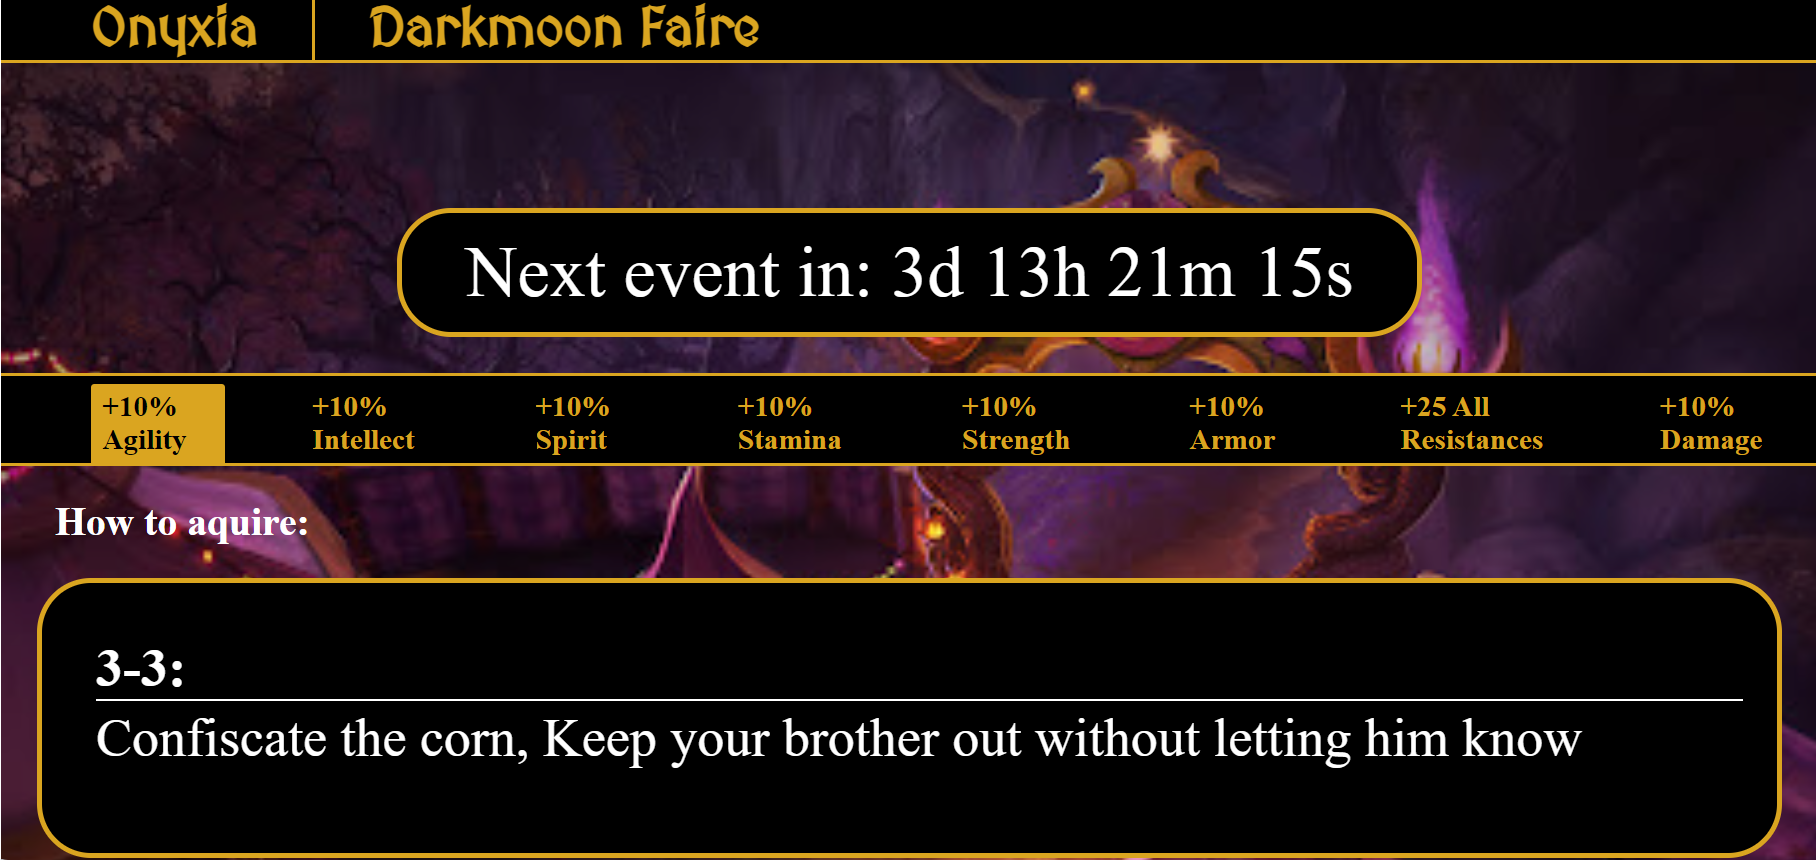 Onyxia Darkmoon Faire
Next event in: 3d 13h 21m 15s
+10% Agility
+10% Intellect
+10% Spirit
+10% Stamina
+10% Strength
+10% Armor
+25 All Resistances
+10% Damage
How to aquire:
3-3:
Confiscate the corn, Keep your brother out without letting him know